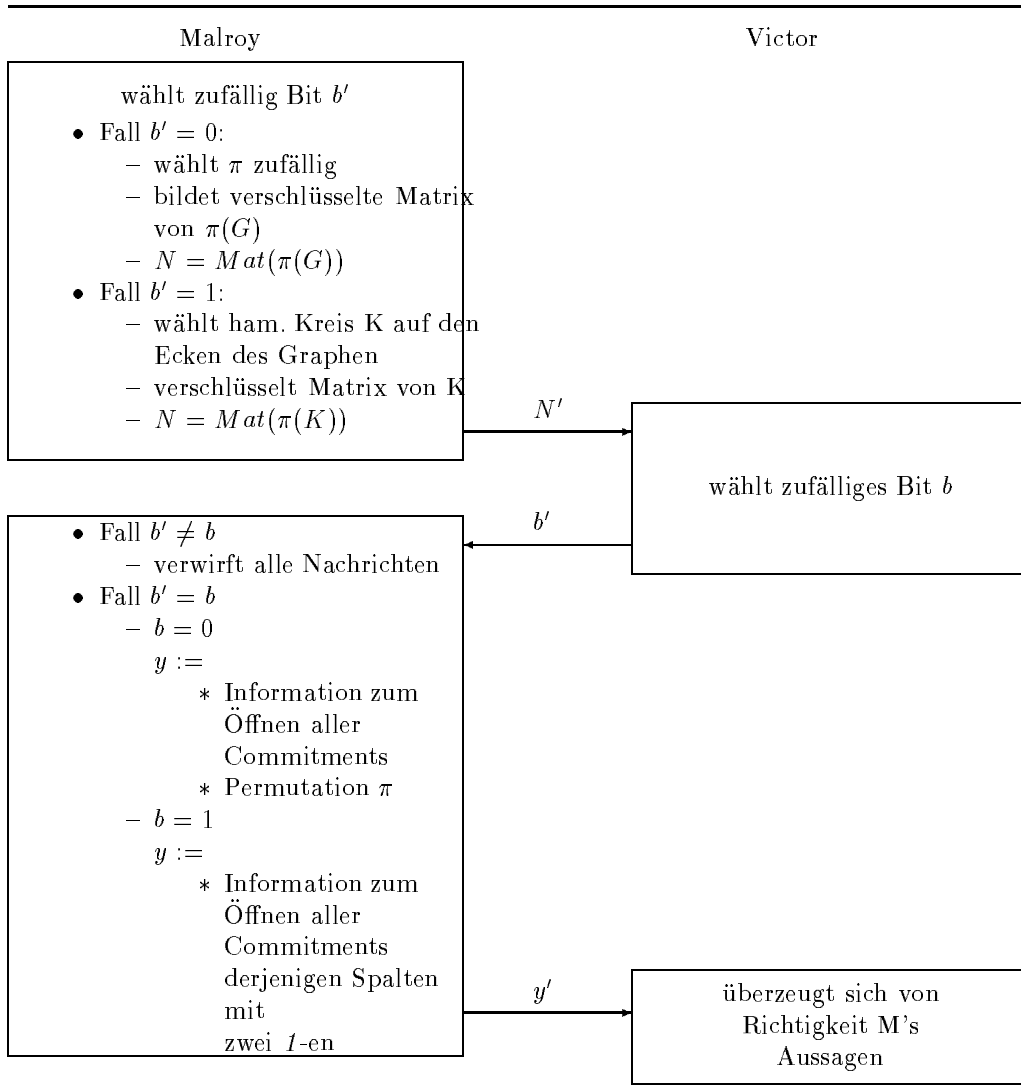 Malroy
Victor
wählt zufällig Bit b′
• Fall b′ = 0:
– wählt π zufällig
– bildet verschlüsselte Matrix
von π(G)
– N = Mat(π(G))
• Fall b′ = 1:
– wählt ham. Kreis K auf den
Ecken des Graphen
– verschlüsselt Matrix von K
– N = Mat(π(K))
N′
wählt zufälliges Bit b
b′
• Fall b′ ≠ b
– verwirft alle Nachrichten
• Fall b′ = b
– b = 0
y :=
∗ Information zum
Öffnen aller
Commitments
∗ Permutation π
– b = 1
y :=
∗ Information zum
Öffnen aller
Commitments
derjenigen Spalten
mit
zwei 1-en
y′
überzeugt sich von
Richtigkeit M's
Aussagen